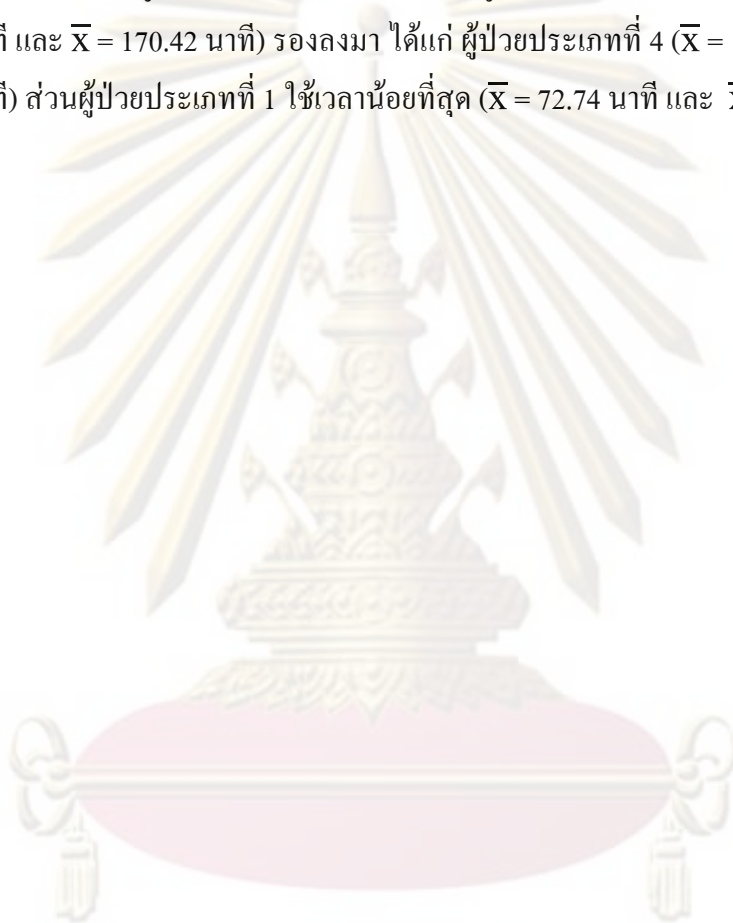 และ X̅ = 170.42 นาที) รองลงมา ได้แก่ ผู้ป่วยประเภทที่ 4 (X̅ =
ส่วนผู้ป่วยประเภทที่ 1 ใช้เวลาน้อยที่สุด (X̅ = 72.74 นาที และ